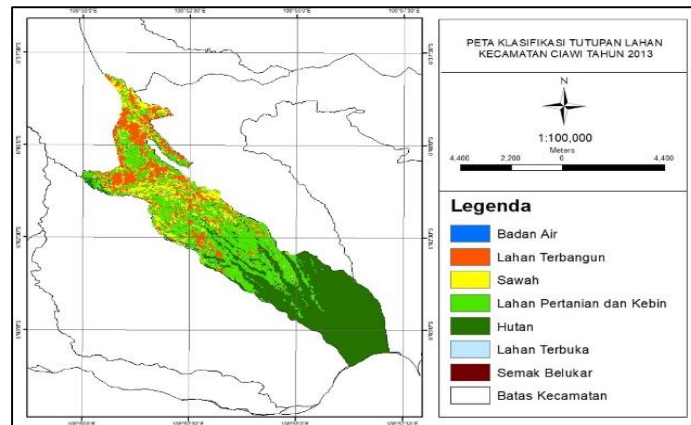 PETA KLASIFIKASI TUTUPAN LAHAN
KECAMATAN CIAWI TAHUN 2013
N
1:100,000
Meters
4,400 2,200 0 4,400
Legenda
Badan Air
Lahan Terbangun
Sawah
Lahan Pertanian dan Kebin
Hutan
Lahan Terbuka
Semak Belukar
Batas Kecamatan